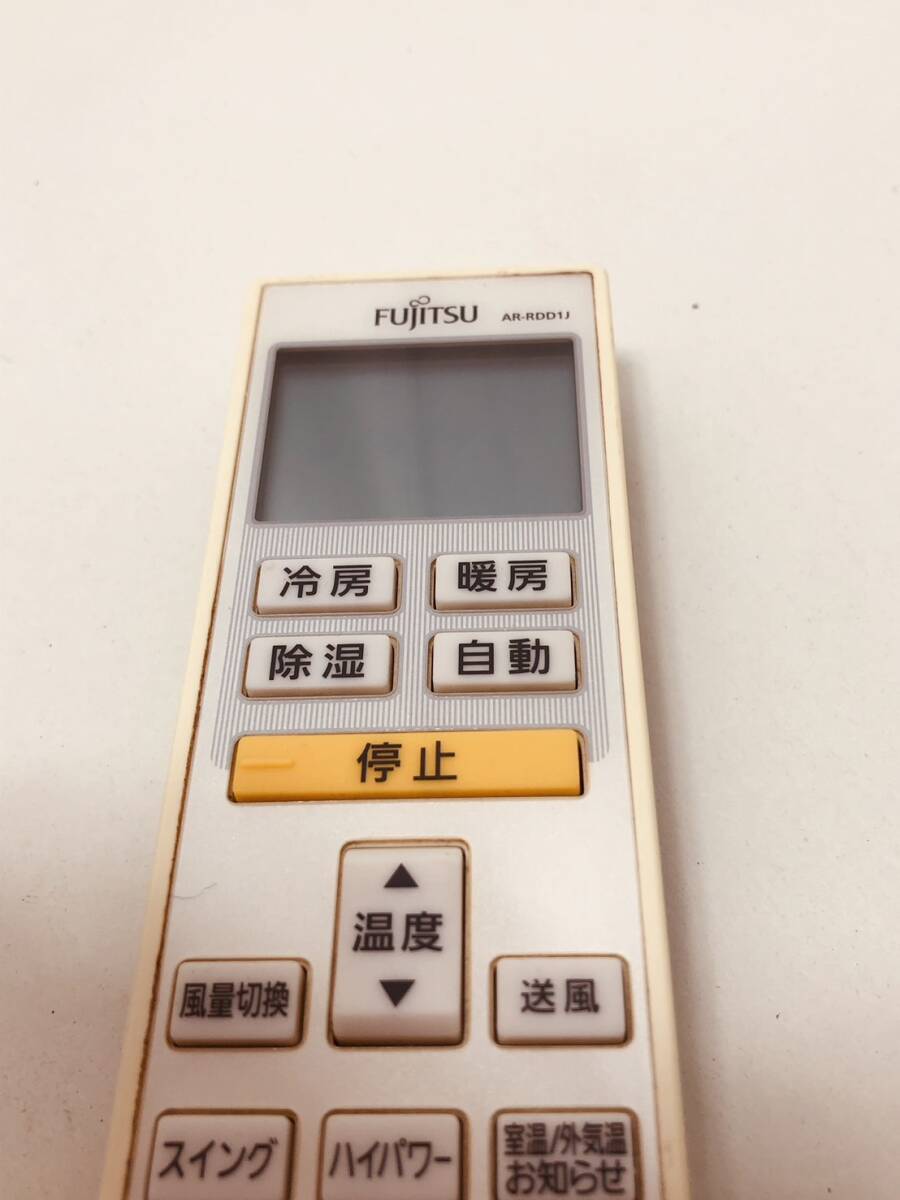 FUJITSU AR-RDD1J
冷房 暖房
除湿 自動
停止
▲
温度
▼
風量切換 送風
スイング ハイパワー 室温/外気温
お知らせ